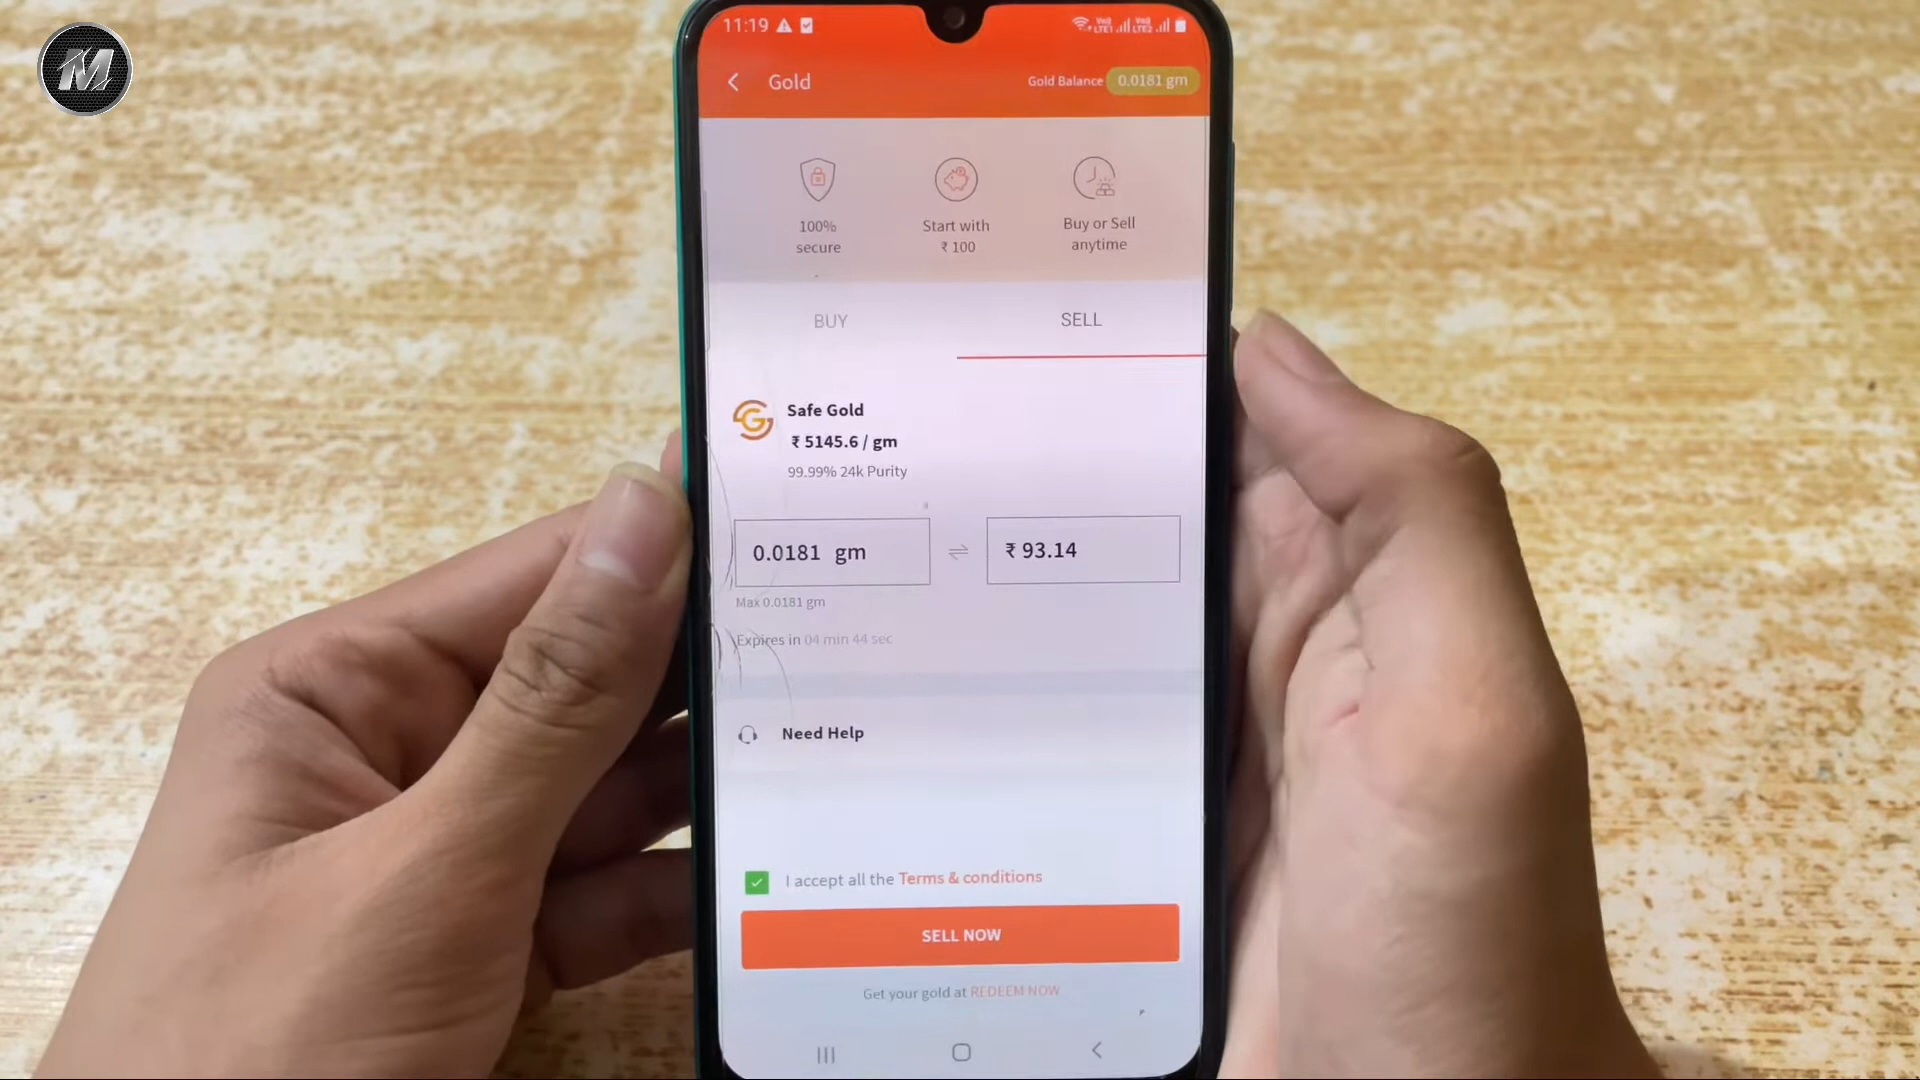 M
11:19
Gold
Gold Balance 0.0181 gm
100%
secure
Start with
₹ 100
Buy or Sell
anytime
BUY
SELL
Safe Gold
₹ 5145.6 / gm
99.99% 24k Purity
0.0181 gm
₹ 93.14
Max 0.0181 gm
Expires in 04 min 44 sec
Need Help
I accept all the Terms & conditions
SELL NOW
Get your gold at REDEEM NOW